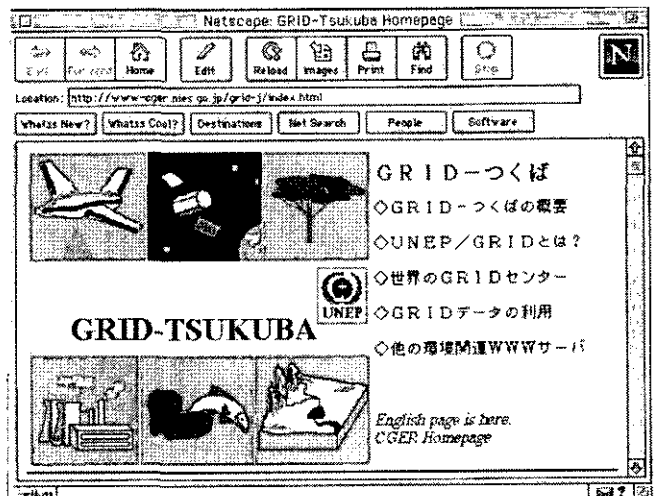 Netscape: GRID-Tsukuba Homepage
Home Edit Reload Images Print Find Stop
Location: http://www-cger.nies.go.jp/grid-j/index.html
What's New? What's Cool? Destinations Net Search People Software
GRID-つくば
◇GRID-つくばの概要
◇UNEP/GRIDとは?
◇世界のGRIDセンター
UNEP
◇GRIDデータの利用
GRID-TSUKUBA
◇他の環境関連WWWサーバ
English page is here.
CGER Homepage